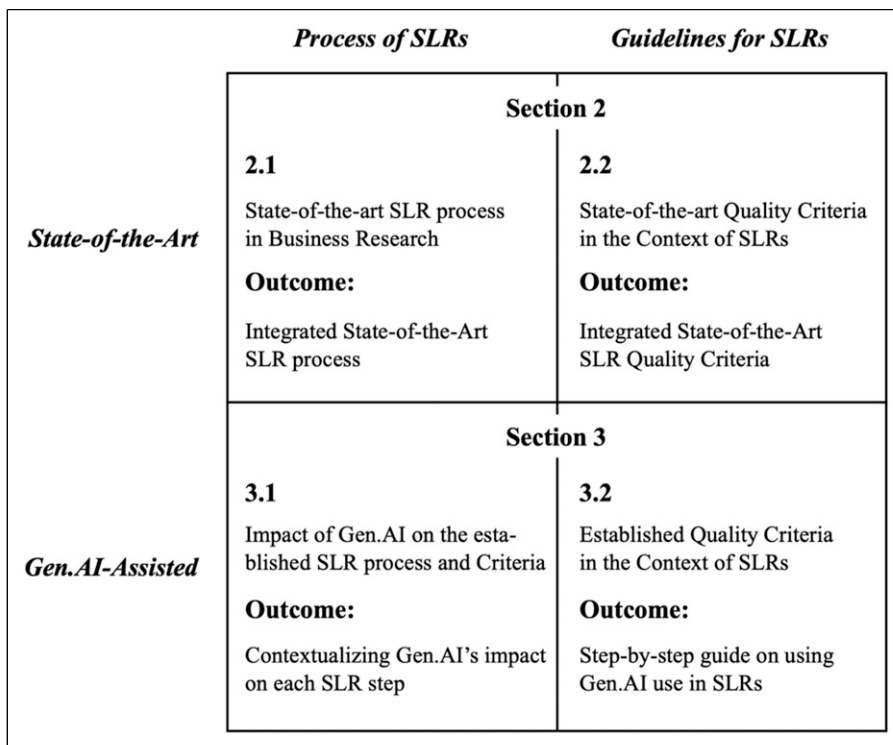 Process of SLRs
Guidelines for SLRs
State-of-the-Art
Section 2
2.1
State-of-the-art SLR process
in Business Research
Outcome:
Integrated State-of-the-Art
SLR process
2.2
State-of-the-art Quality Criteria
in the Context of SLRs
Outcome:
Integrated State-of-the-Art
SLR Quality Criteria
Gen.AI-Assisted
Section 3
3.1
Impact of Gen.AI on the esta-
blished SLR process and Criteria
Outcome:
Contextualizing Gen.AI's impact
on each SLR step
3.2
Established Quality Criteria
in the Context of SLRs
Outcome:
Step-by-step guide on using
Gen.AI use in SLRs